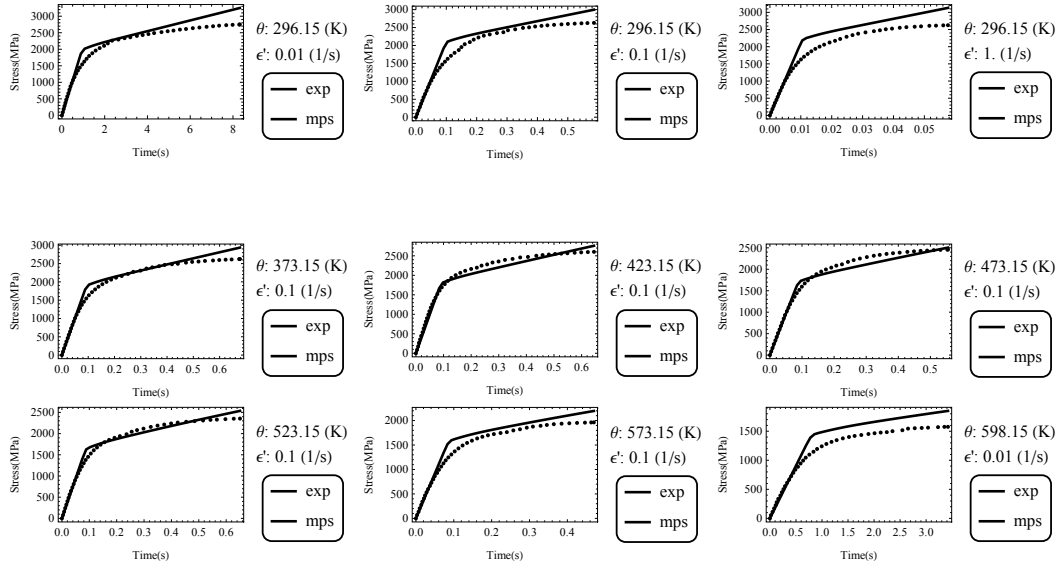 3000
2500
2000
1500
1000
500
0
Stress(MPa)
0 2 4 6 8
Time(s)
θ: 296.15 (K)
ϵ': 0.01 (1/s)
exp
mps
3000
2500
2000
1500
1000
500
0
Stress(MPa)
0.0 0.1 0.2 0.3 0.4 0.5
Time(s)
θ: 296.15 (K)
ϵ': 0.1 (1/s)
exp
mps
3000
2500
2000
1500
1000
500
0
Stress(MPa)
0.00 0.01 0.02 0.03 0.04 0.05
Time(s)
θ: 296.15 (K)
ϵ': 1. (1/s)
exp
mps
3000
2500
2000
1500
1000
500
0
Stress(MPa)
0.0 0.1 0.2 0.3 0.4 0.5 0.6
Time(s)
θ: 373.15 (K)
ϵ': 0.1 (1/s)
exp
mps
2500
2000
1500
1000
500
0
Stress(MPa)
0.0 0.1 0.2 0.3 0.4 0.5 0.6
Time(s)
θ: 423.15 (K)
ϵ': 0.1 (1/s)
exp
mps
2500
2000
1500
1000
500
0
Stress(MPa)
0.0 0.1 0.2 0.3 0.4 0.5
Time(s)
θ: 473.15 (K)
ϵ': 0.1 (1/s)
exp
mps
2500
2000
1500
1000
500
0
Stress(MPa)
0.0 0.1 0.2 0.3 0.4 0.5 0.6
Time(s)
θ: 523.15 (K)
ϵ': 0.1 (1/s)
exp
mps
2000
1500
1000
500
0
Stress(MPa)
0.0 0.1 0.2 0.3 0.4
Time(s)
θ: 573.15 (K)
ϵ': 0.1 (1/s)
exp
mps
1500
1000
500
0
Stress(MPa)
0.0 0.5 1.0 1.5 2.0 2.5 3.0
Time(s)
θ: 598.15 (K)
ϵ': 0.01 (1/s)
exp
mps